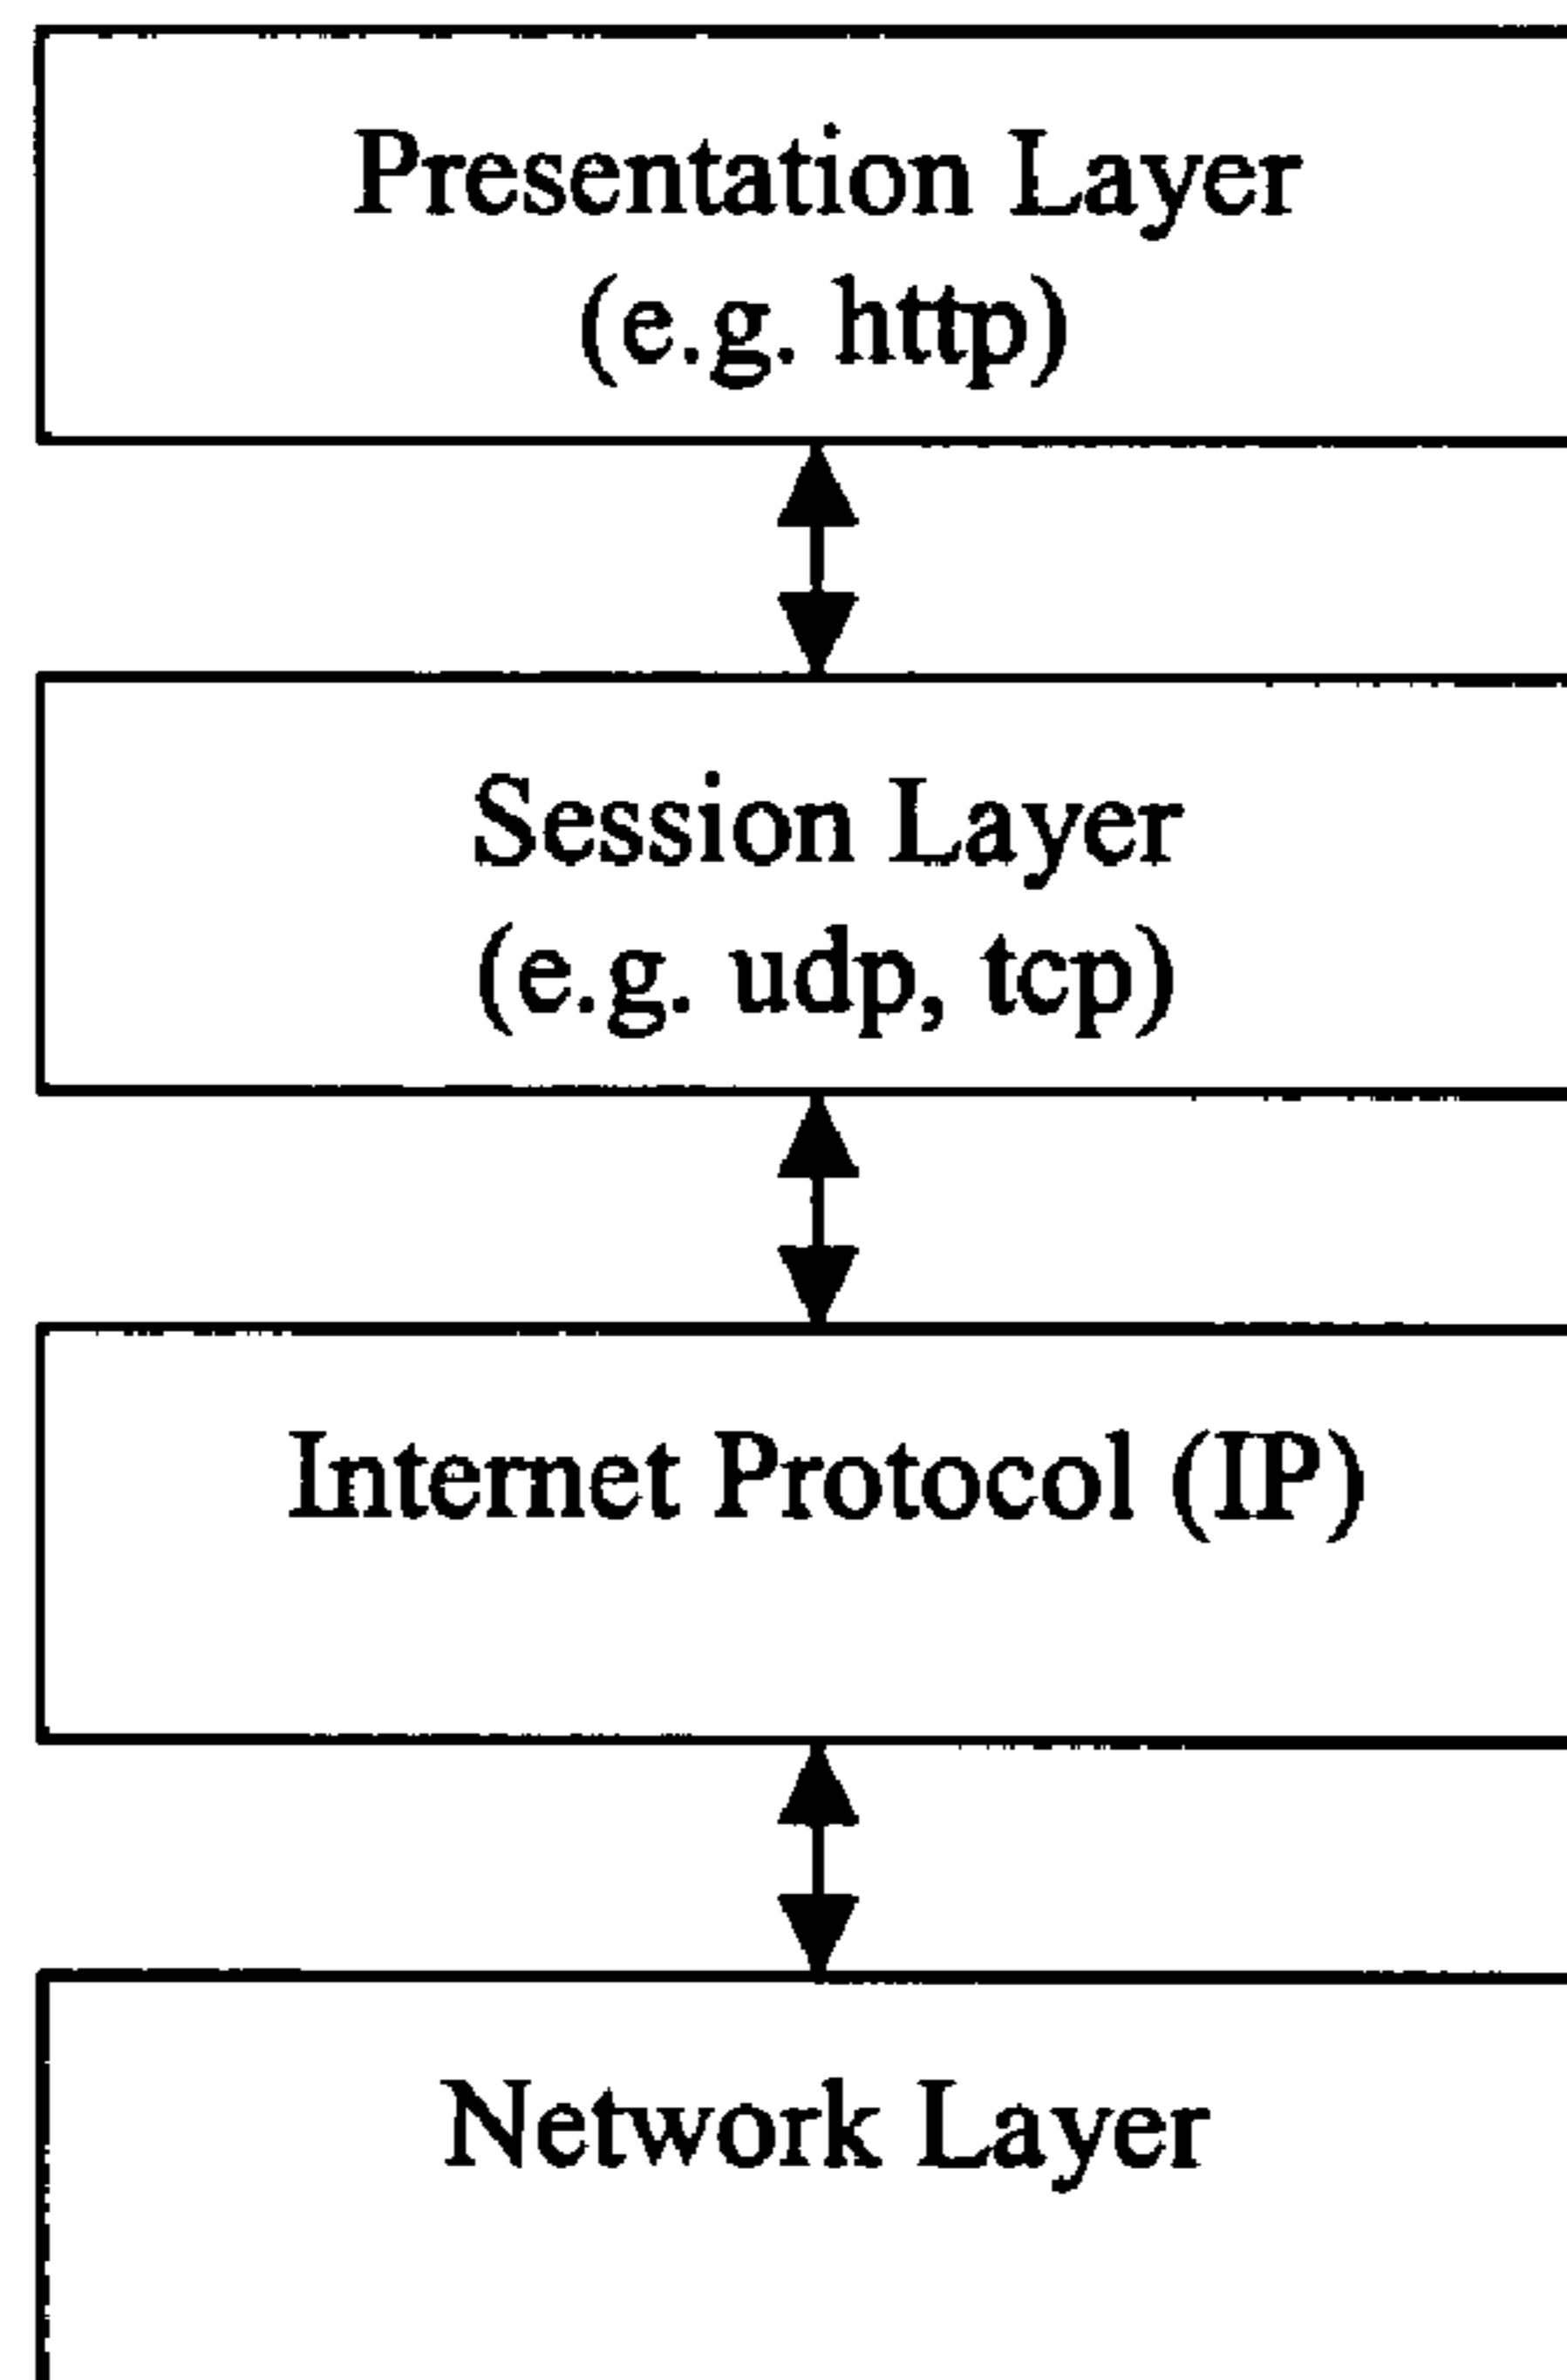 Presentation Layer
(e.g. http)
Session Layer
(e.g. udp, tcp)
Internet Protocol (IP)
Network Layer